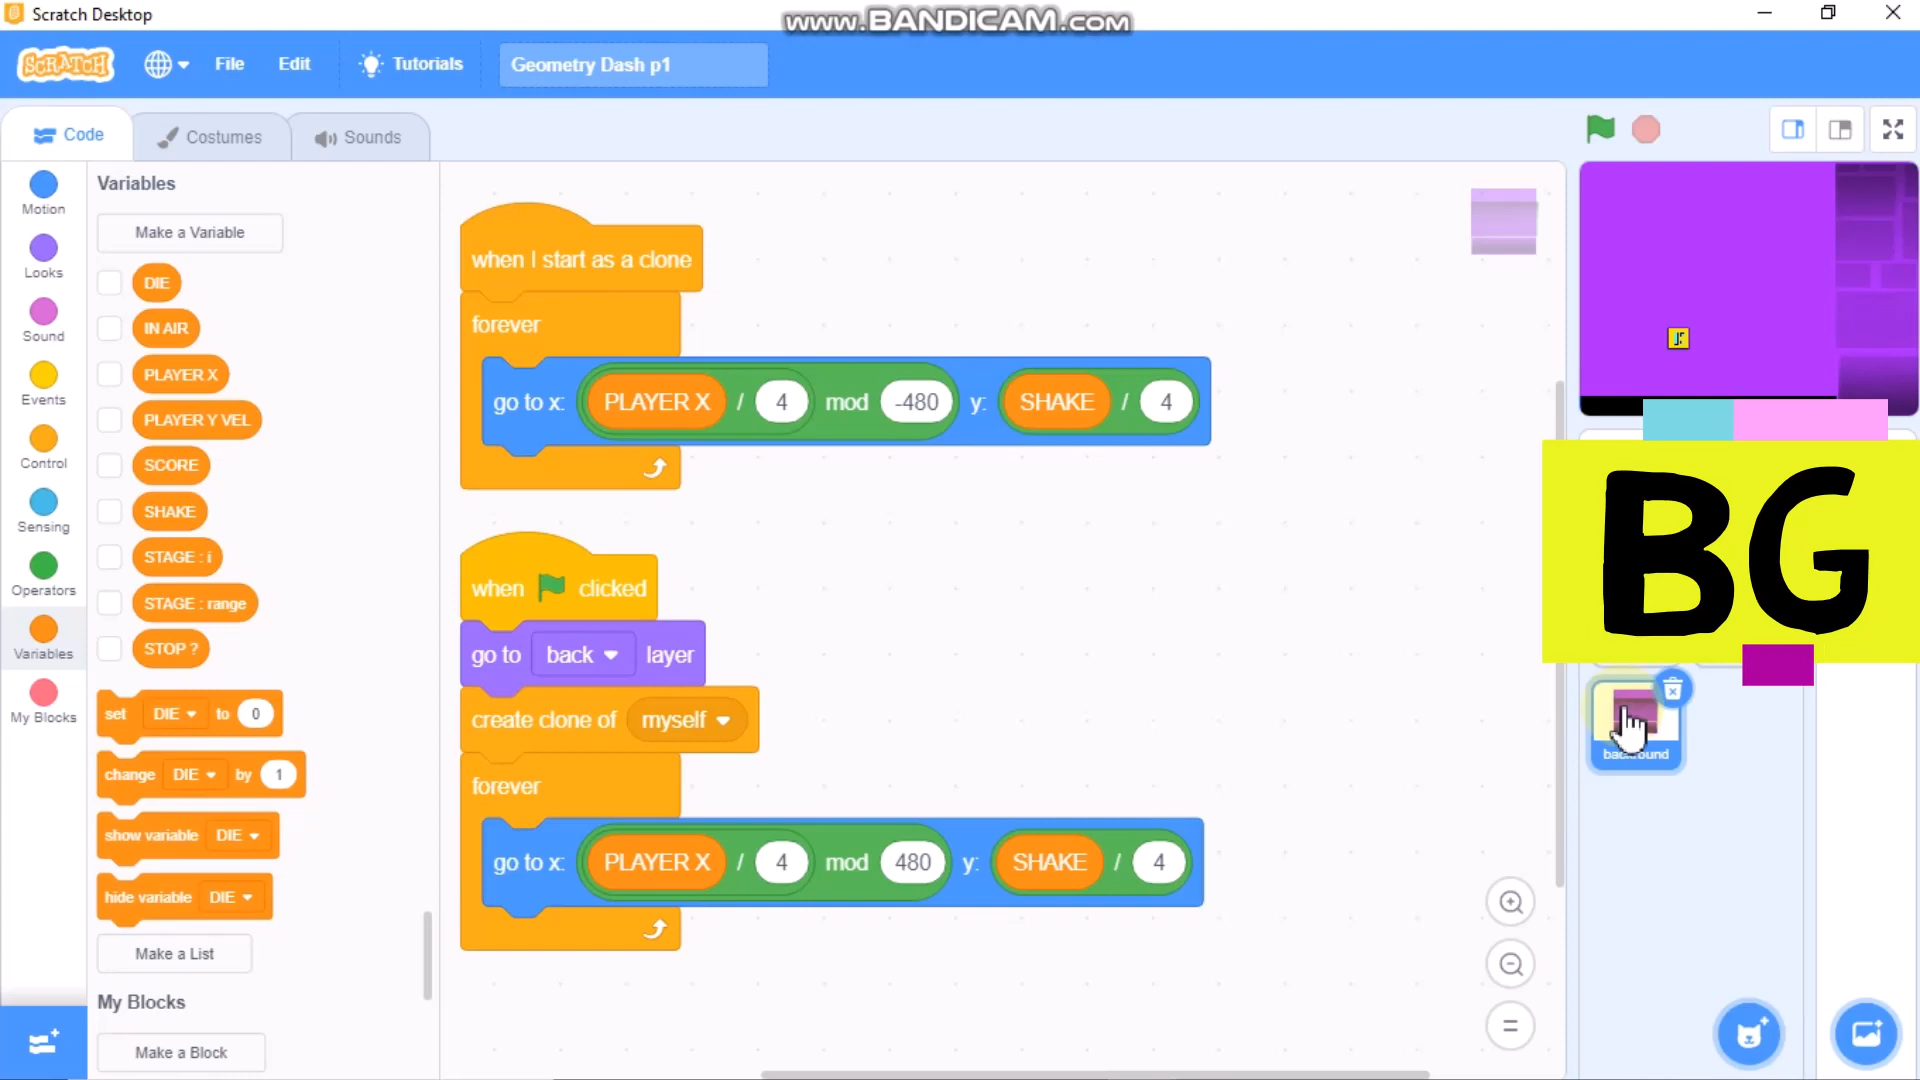 Scratch Desktop
www.BANDICAM.com
SCRATCH
File
Edit
Tutorials
Geometry Dash p1
Code
Costumes
Sounds
Motion
Looks
Sound
Events
Control
Sensing
Operators
Variables
My Blocks
Variables
Make a Variable
DIE
IN AIR
PLAYER X
PLAYER Y VEL
SCORE
SHAKE
STAGE : i
STAGE : range
STOP ?
set DIE to 0
change DIE by 1
show variable DIE
hide variable DIE
Make a List
My Blocks
Make a Block
when I start as a clone
forever
go to x: PLAYER X / 4 mod -480 y: SHAKE / 4
when clicked
go to back layer
create clone of myself
forever
go to x: PLAYER X / 4 mod 480 y: SHAKE / 4
BG